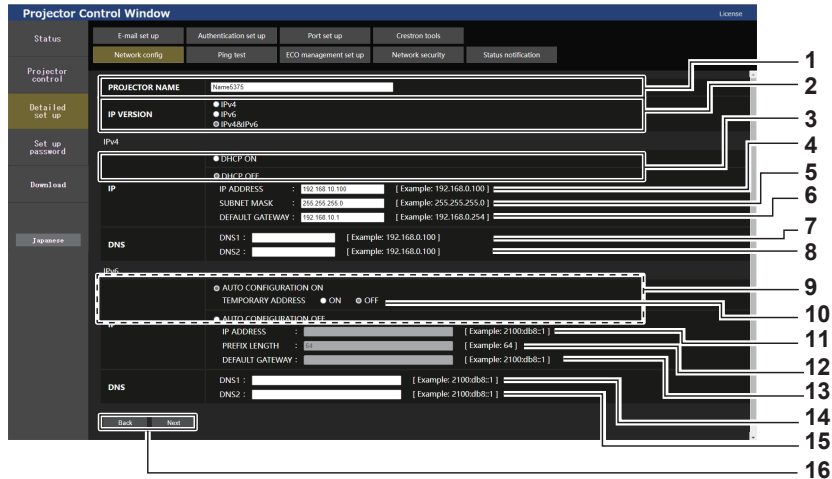 Projector Control Window
License
Status
E-mail set up
Authentication set up
Port set up
Crestron tools
Network config
Ping test
ECO management set up
Network security
Status notification
Projector
control
Detailed
set up
Set up
password
Download
Japanese
PROJECTOR NAME
Name5375
IP VERSION
IPv4
IPv6
IPv4&IPv6
IPv4
DHCP ON
DHCP OFF
IP
IP ADDRESS : 192.168.10.100 [ Example: 192.168.0.100 ]
SUBNET MASK : 255.255.255.0 [ Example: 255.255.255.0 ]
DEFAULT GATEWAY : 192.168.10.1 [ Example: 192.168.0.254 ]
DNS
DNS1 : [ Example: 192.168.0.100 ]
DNS2 : [ Example: 192.168.0.100 ]
IPv6
AUTO CONFIGURATION ON
TEMPORARY ADDRESS ON OFF
AUTO CONFIGURATION OFF
IP
IP ADDRESS : [ Example: 2100:db8::1 ]
PREFIX LENGTH : 64 [ Example: 64 ]
DEFAULT GATEWAY : [ Example: 2100:db8::1 ]
DNS
DNS1 : [ Example: 2100:db8::1 ]
DNS2 : [ Example: 2100:db8::1 ]
Back Next
1
2
3
4
5
6
7
8
9
10
11
12
13
14
15
16